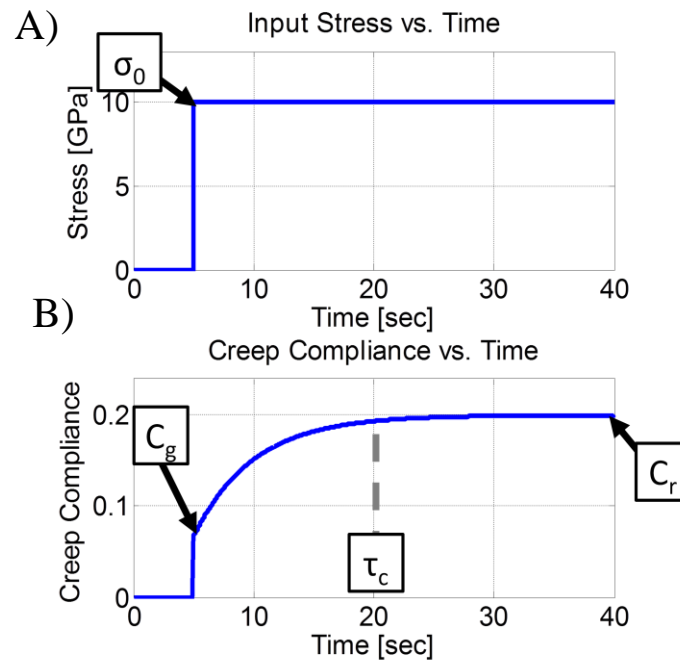 A)
Input Stress vs. Time
σ0
Stress [GPa]
10
5
0
0 10 20 30 40
Time [sec]
B)
Creep Compliance vs. Time
Creep Compliance
0.2
0.1
0
Cg
Cr
τc
0 10 20 30 40
Time [sec]